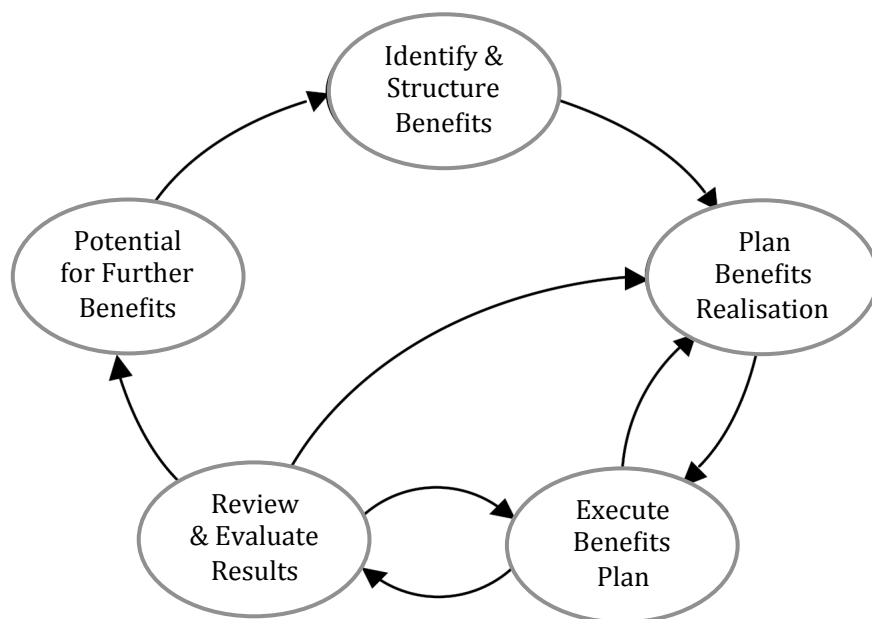 Identify &
Structure
Benefits
Potential
for Further
Benefits
Plan
Benefits
Realisation
Review
& Evaluate
Results
Execute
Benefits
Plan